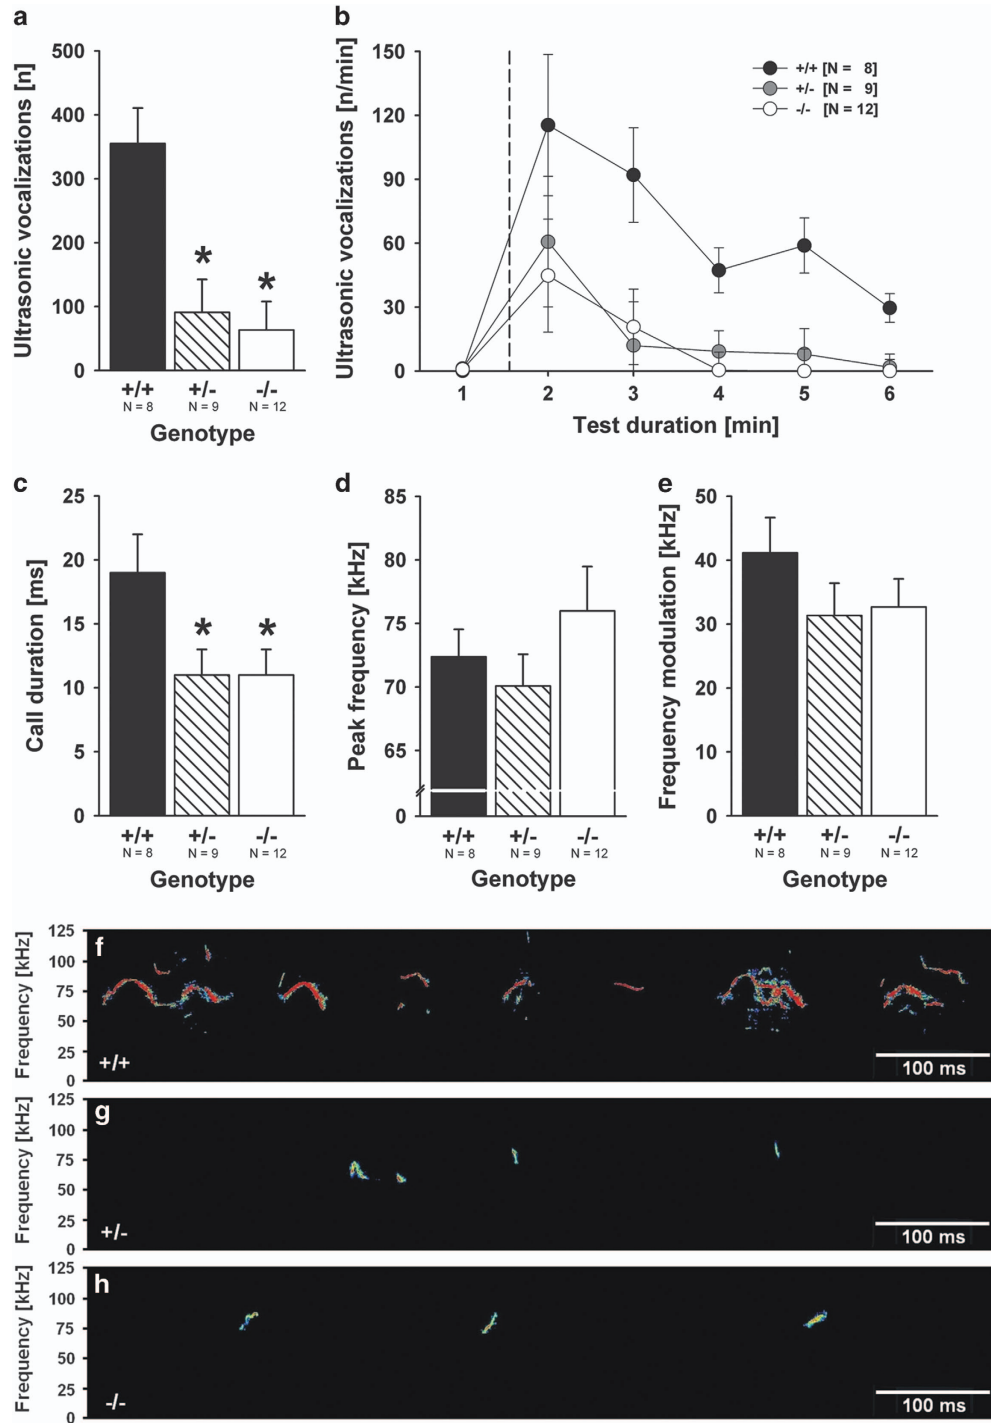 a
Ultrasonic vocalizations [n]
500
400
300
200
100
0
* *
+/+ +/- -/-
N = 8 N = 9 N = 12
Genotype
b
Ultrasonic vocalizations [n/min]
150
120
90
60
30
0
+/+ [N = 8]
+/- [N = 9]
-/- [N = 12]
1 2 3 4 5 6
Test duration [min]
c
Call duration [ms]
25
20
15
10
5
0
* *
+/+ +/- -/-
N = 8 N = 9 N = 12
Genotype
d
Peak frequency [kHz]
85
80
75
70
65
0
+/+ +/- -/-
N = 8 N = 9 N = 12
Genotype
e
Frequency modulation [kHz]
50
40
30
20
10
0
+/+ +/- -/-
N = 8 N = 9 N = 12
Genotype
f
Frequency [kHz]
125
100
75
50
25
0
+/+
100 ms
g
Frequency [kHz]
125
100
75
50
25
0
+/-
100 ms
h
Frequency [kHz]
125
100
75
50
25
0
-/-
100 ms